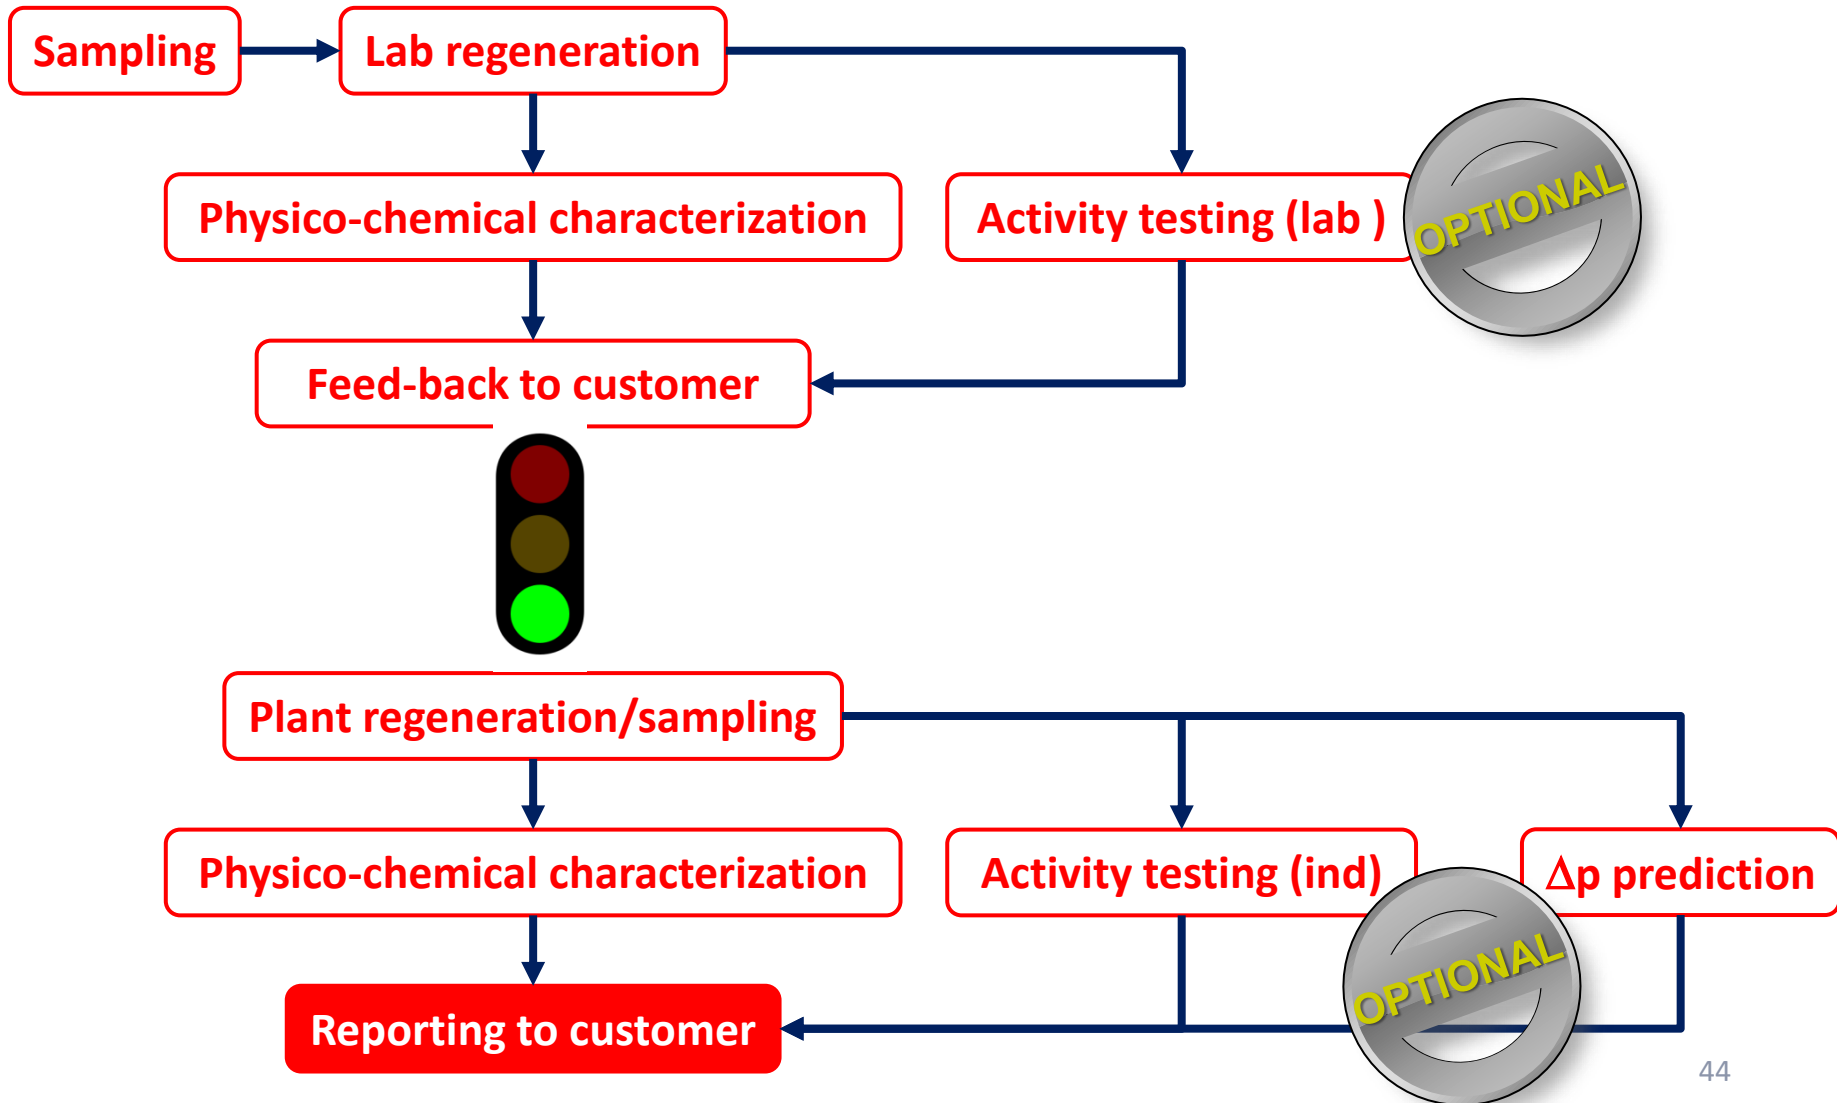 Sampling
Lab regeneration
Physico-chemical characterization
Activity testing (lab )
OPTIONAL
Feed-back to customer
Plant regeneration/sampling
Physico-chemical characterization
Activity testing (ind)
Δp prediction
OPTIONAL
Reporting to customer
44